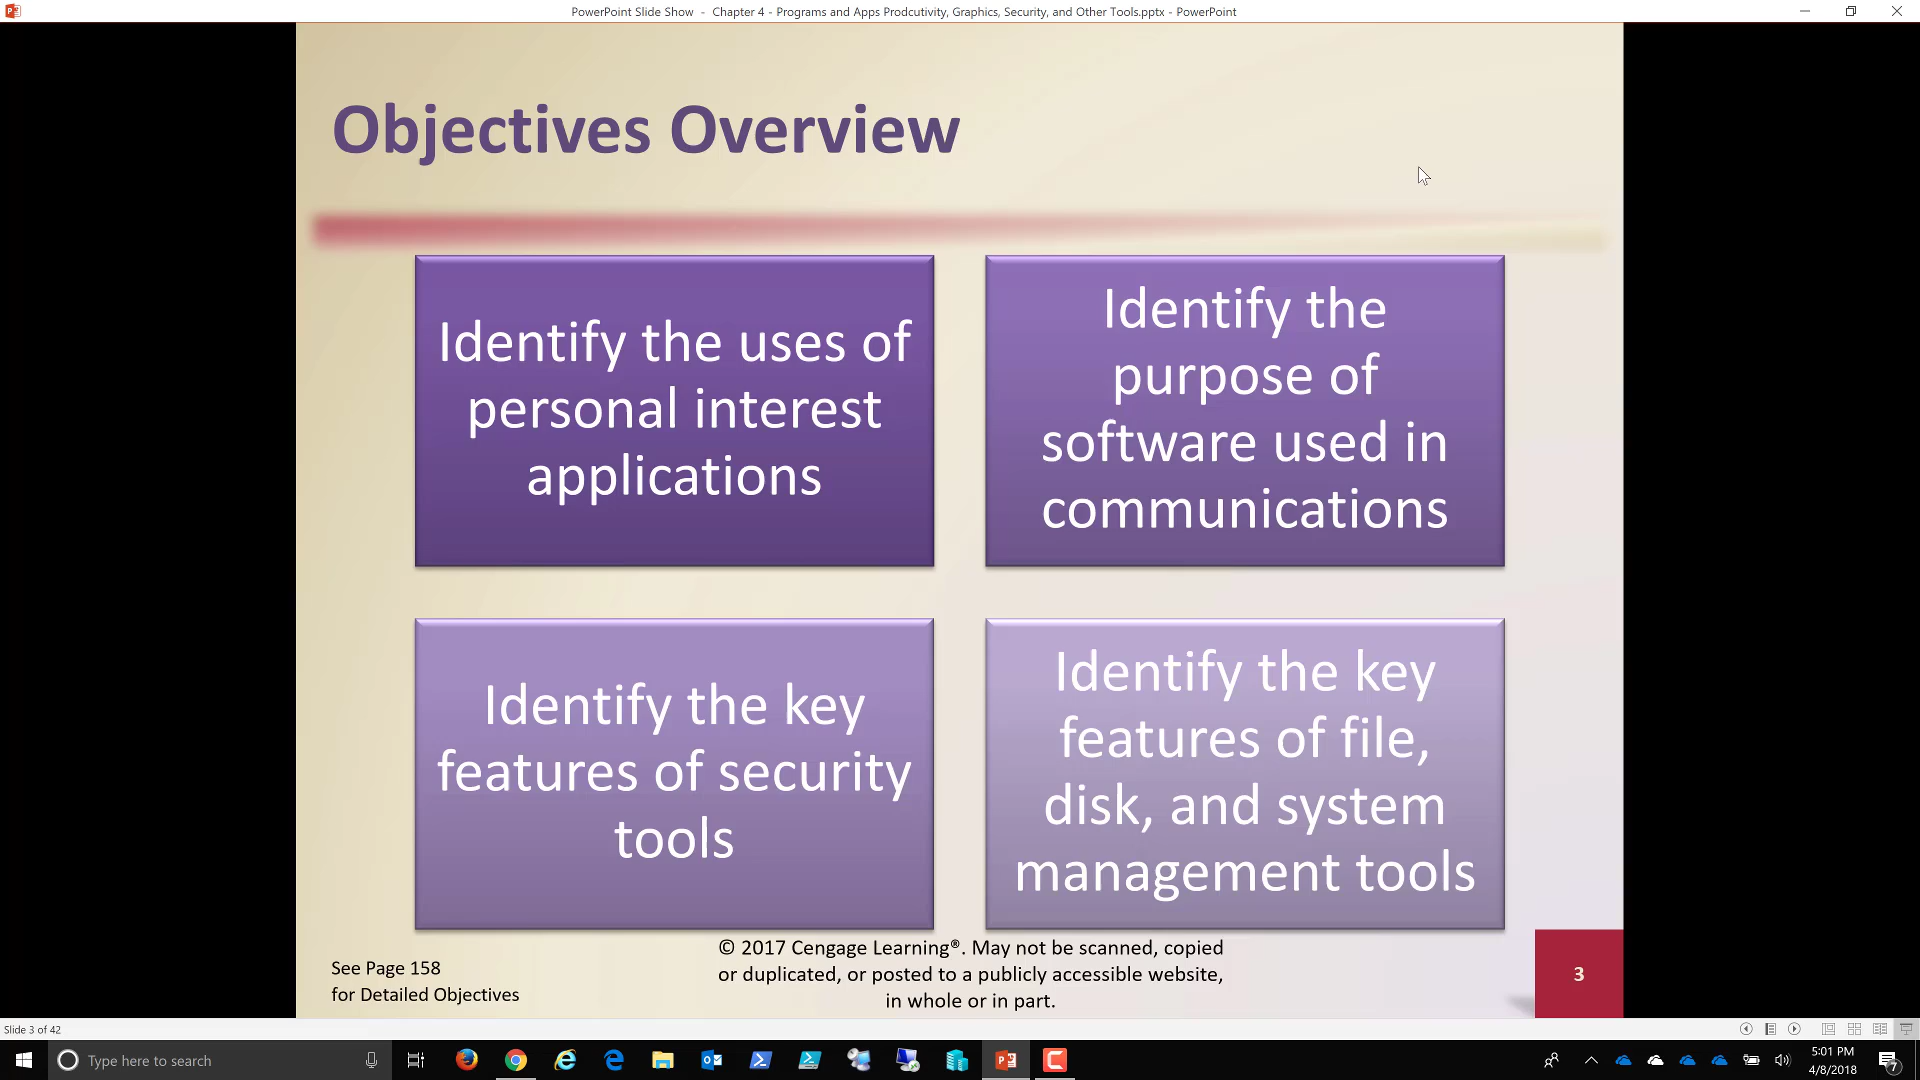 PowerPoint Slide Show - Chapter 4 - Programs and Apps Prodcutivity, Graphics, Security, and Other Tools.pptx - PowerPoint
Objectives Overview
Identify the uses of
personal interest
applications
Identify the
purpose of
software used in
communications
Identify the key
features of security
tools
Identify the key
features of file,
disk, and system
management tools
See Page 158
for Detailed Objectives
© 2017 Cengage Learning®. May not be scanned, copied
or duplicated, or posted to a publicly accessible website,
in whole or in part.
3
Slide 3 of 42
Type here to search
5:01 PM
4/8/2018
7